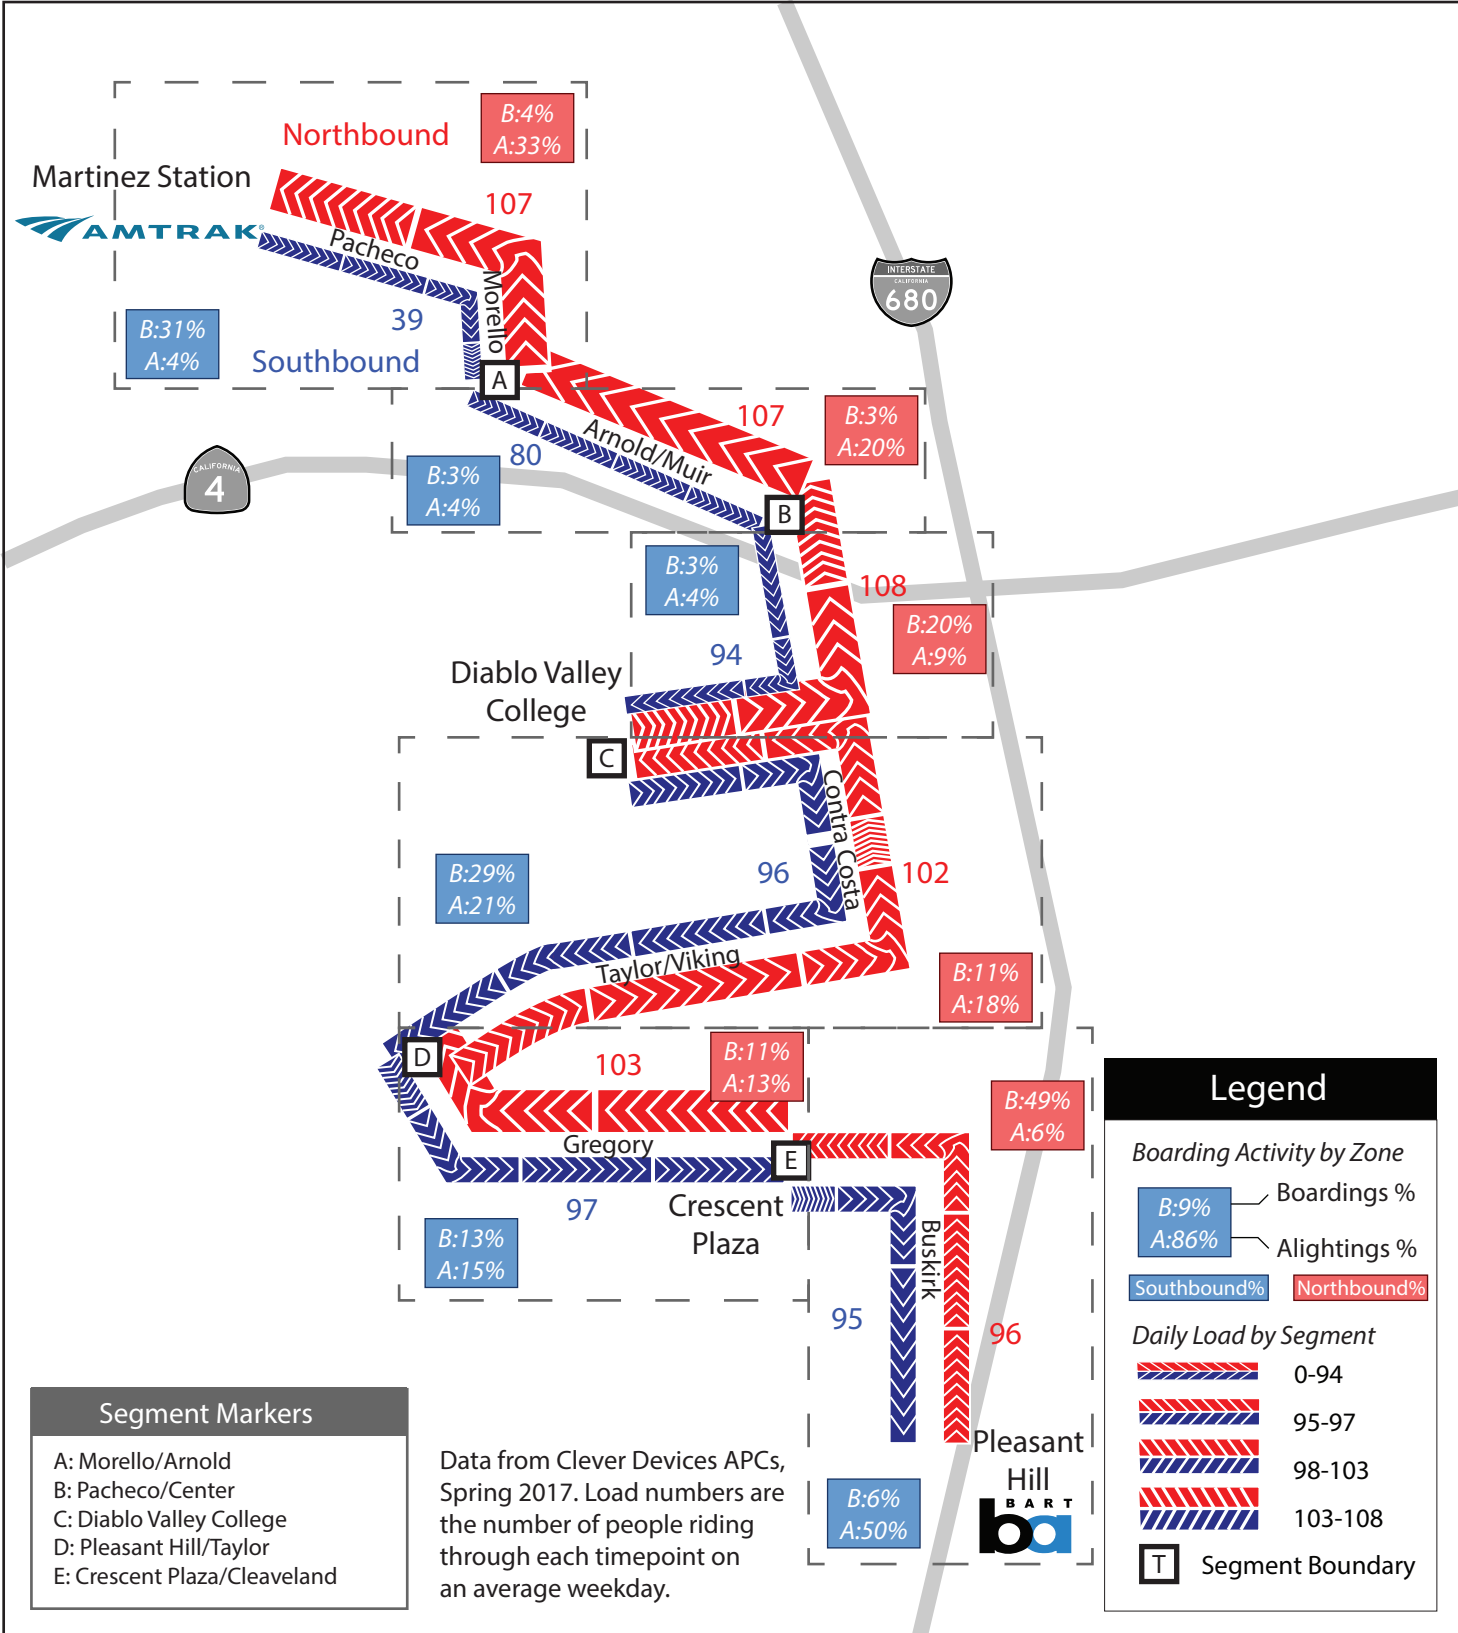 Northbound
B:4%
A:33%
Martinez Station
AMTRAK®
107
Pacheco
Morello
39
Southbound
B:31%
A:4%
A
107
B:3%
A:20%
Arnold/Muir
80
B:3%
A:4%
CALIFORNIA
4
INTERSTATE
CALIFORNIA
680
B
B:3%
A:4%
108
B:20%
A:9%
94
Diablo Valley
College
C
Contra Costa
B:29%
A:21%
96
102
Taylor/Viking
B:11%
A:18%
D
103
B:11%
A:13%
Gregory
E
97
Crescent
Plaza
B:13%
A:15%
B:49%
A:6%
Buskirk
95
96
Pleasant
Hill
BART
ba
B:6%
A:50%
Legend
Boarding Activity by Zone
B:9%
A:86%
Boardings %
Alightings %
Southbound%
Northbound%
Daily Load by Segment
0-94
95-97
98-103
103-108
T
Segment Boundary
Segment Markers
A: Morello/Arnold
B: Pacheco/Center
C: Diablo Valley College
D: Pleasant Hill/Taylor
E: Crescent Plaza/Cleaveland
Data from Clever Devices APCs,
Spring 2017. Load numbers are
the number of people riding
through each timepoint on
an average weekday.